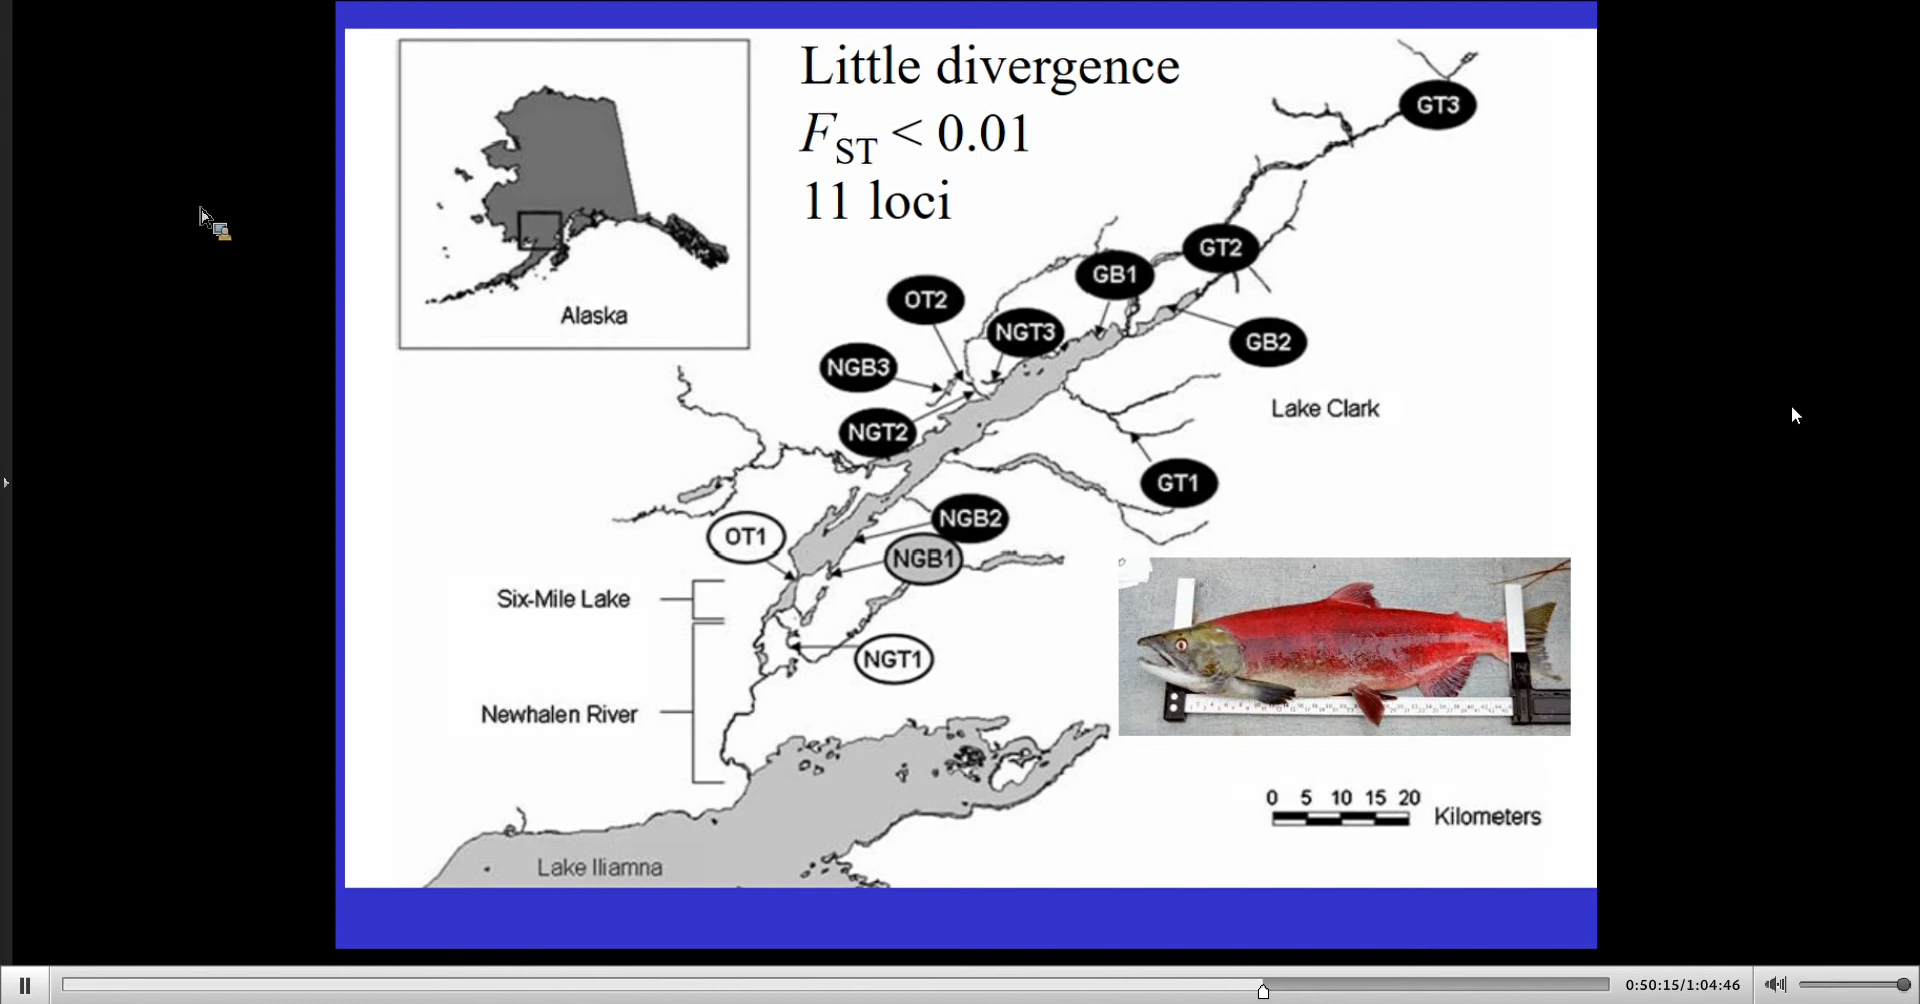 Little divergence
FST < 0.01
11 loci
Alaska
GT3
GT2
GB1
OT2
NGT3
GB2
NGB3
Lake Clark
NGT2
GT1
NGB2
OT1
NGB1
Six-Mile Lake
NGT1
Newhalen River
0 5 10 15 20
Kilometers
Lake Iliamna
0:50:15/1:04:46